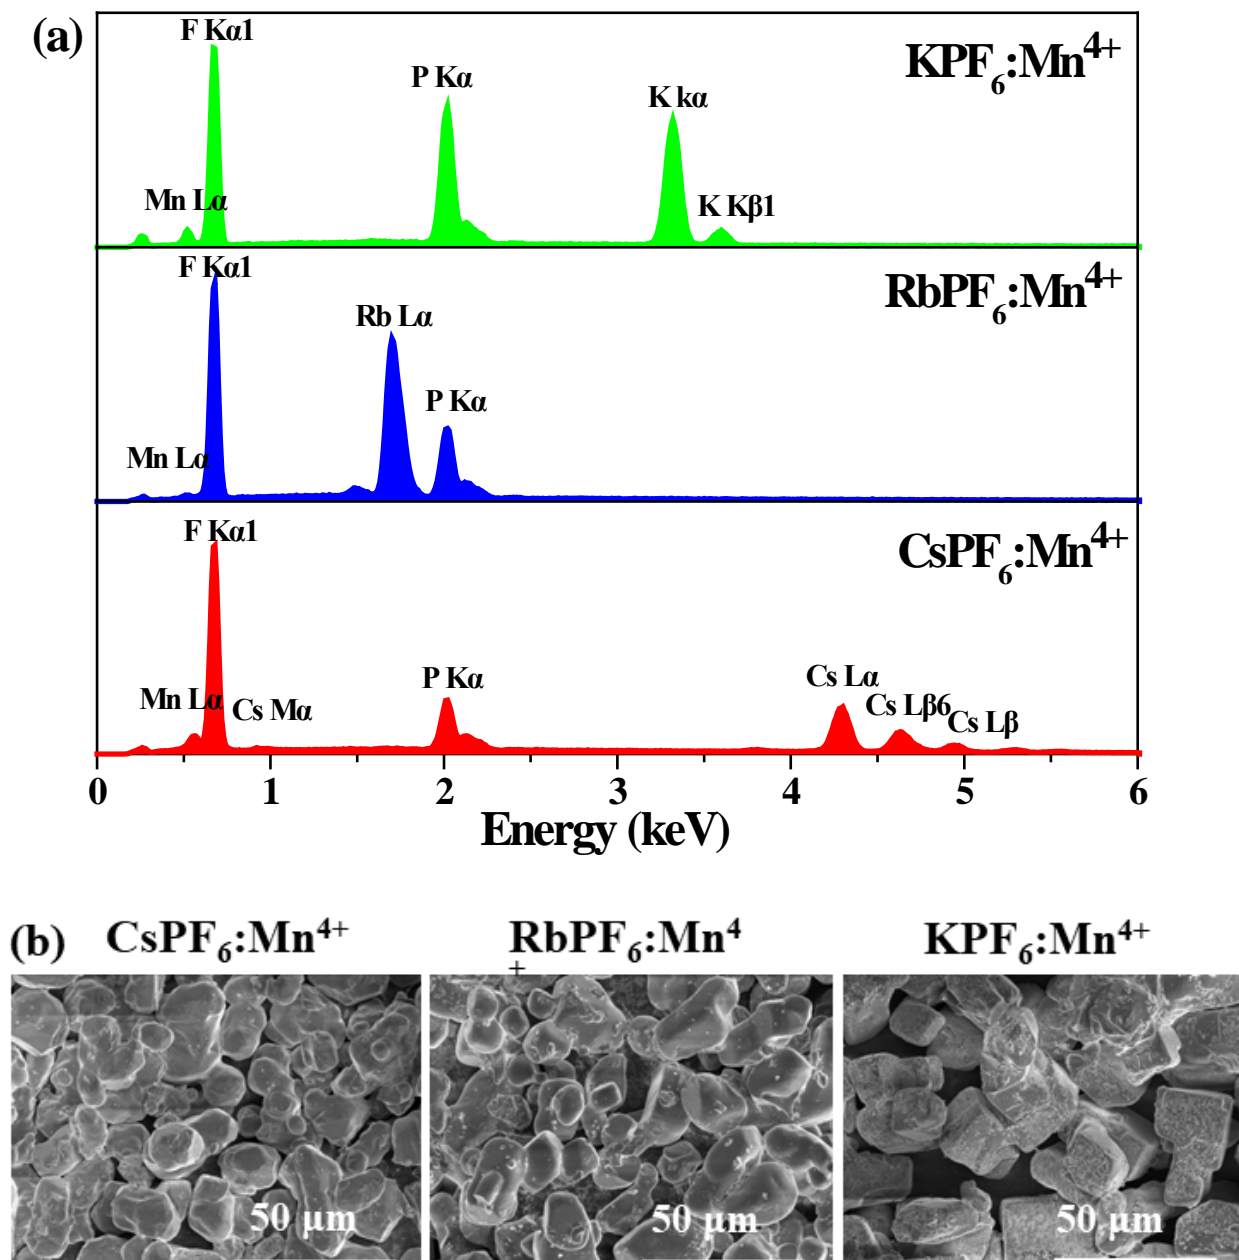 (a)
F Kα1
P Kα
K kα
KPF₆:Mn⁴⁺
Mn Lα
K Kβ1
F Kα1
Rb Lα
RbPF₆:Mn⁴⁺
P Kα
Mn Lα
F Kα1
CsPF₆:Mn⁴⁺
Mn Lα
Cs Mα
P Kα
Cs Lα
Cs Lβ6
Cs Lβ
0 1 2 3 4 5 6
Energy (keV)
(b) CsPF₆:Mn⁴⁺
RbPF₆:Mn⁴
+
KPF₆:Mn⁴⁺
50 µm
50 µm
50 µm